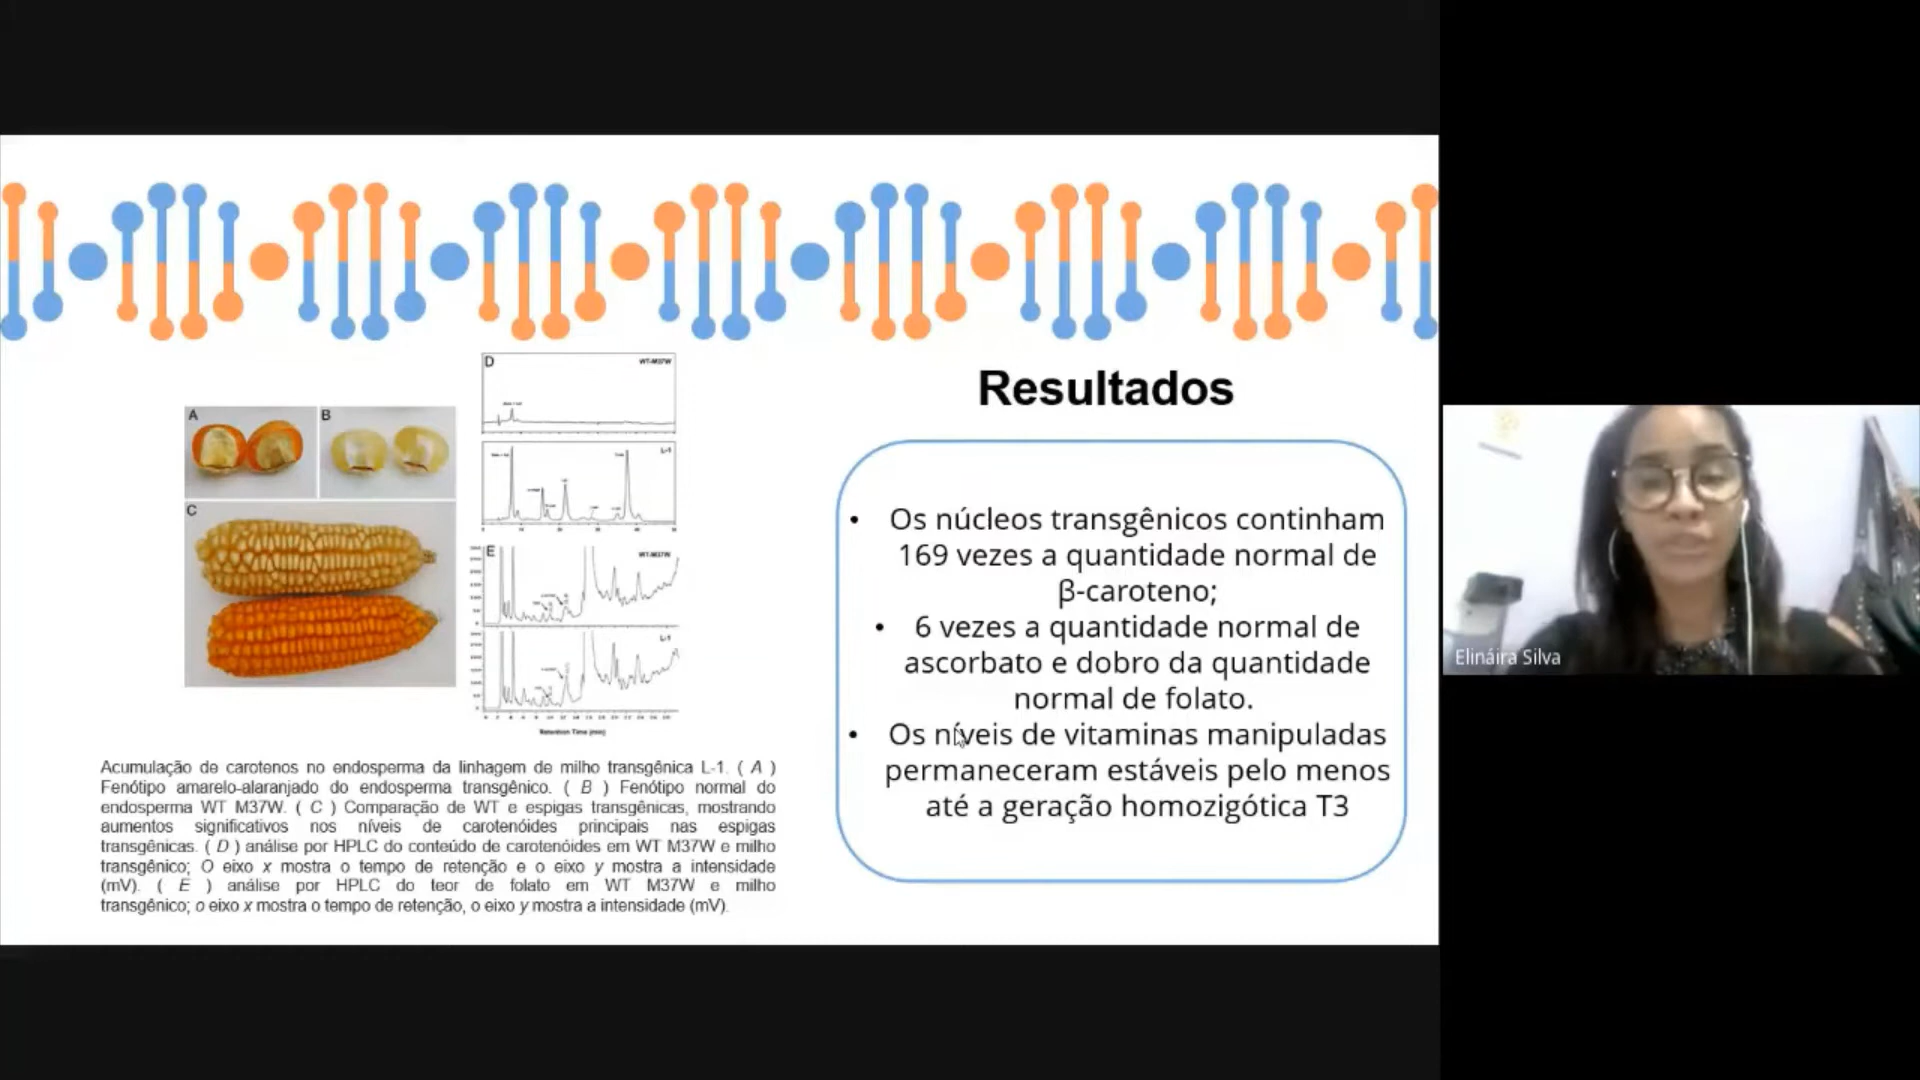 A
B
C
D
WT-M37W
L-1
E
WT-M37W
L-1
Retention Time (min)
Acumulação de carotenos no endosperma da linhagem de milho transgênica L-1. ( A )
Fenótipo amarelo-alaranjado do endosperma transgênico. ( B ) Fenótipo normal do
endosperma WT M37W. ( C ) Comparação de WT e espigas transgênicas, mostrando
aumentos significativos nos níveis de carotenóides principais nas espigas
transgênicas. ( D ) análise por HPLC do conteúdo de carotenóides em WT M37W e milho
transgênico; O eixo x mostra o tempo de retenção e o eixo y mostra a intensidade
(mV). ( E ) análise por HPLC do teor de folato em WT M37W e milho
transgênico; o eixo x mostra o tempo de retenção, o eixo y mostra a intensidade (mV).
Resultados
• Os núcleos transgênicos continham
169 vezes a quantidade normal de
β-caroteno;
• 6 vezes a quantidade normal de
ascorbato e dobro da quantidade
normal de folato.
• Os níveis de vitaminas manipuladas
permaneceram estáveis pelo menos
até a geração homozigótica T3
Elináira Silva